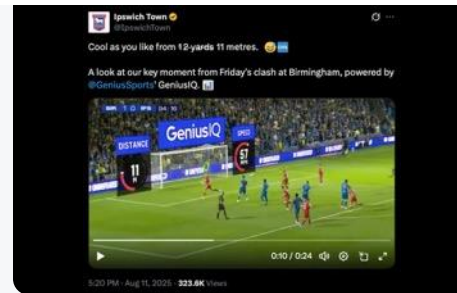 Ipswich Town
@IpswichTown
Cool as you like from 12 yards 11 metres.
A look at our key moment from Friday's clash at Birmingham, powered by
@GeniusSports' GeniusIQ.
1 0
DISTANCE
GeniusIQ
SPEED
11
M
57
0:10 / 0:24
5:20 PM · Aug 11, 2025 · 323.6K Views